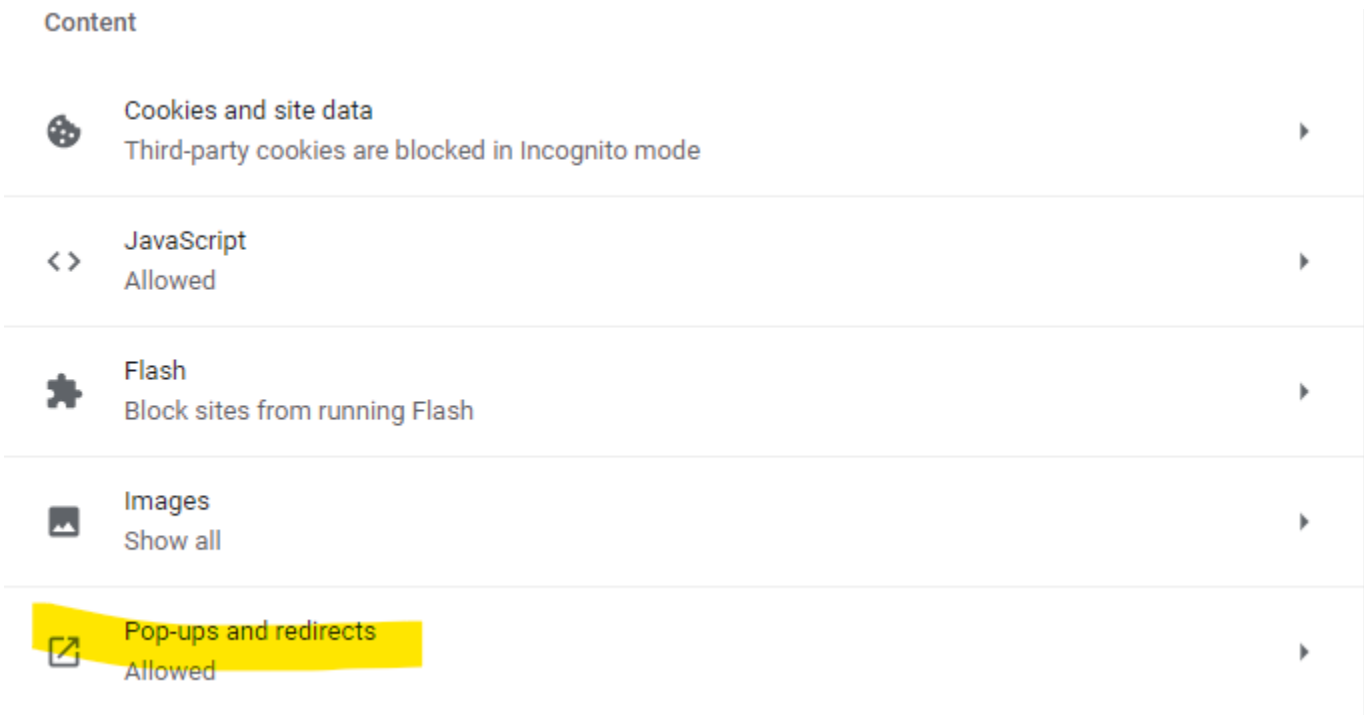 Content
Cookies and site data
Third-party cookies are blocked in Incognito mode
JavaScript
Allowed
Flash
Block sites from running Flash
Images
Show all
Pop-ups and redirects
Allowed